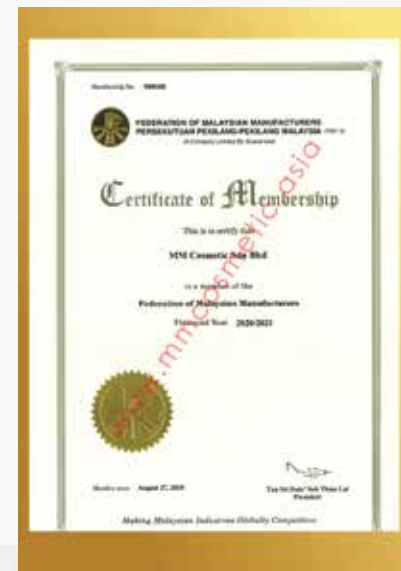 Membership No
FEDERATION OF MALAYSIAN MANUFACTURERS
PERSEKUTUAN PEKILANG-PEKILANG MALAYSIA
(A Company Limited By Guarantee)
Certificate of Membership
This is to certify that
MM Cosmetic Sdn Bhd
is a member of the
Federation of Malaysian Manufacturers
Financial Year 2020/2021
www.mmcosmetic.asia
Member since August 27, 2019
President
Making Malaysian Industries Globally Competitive